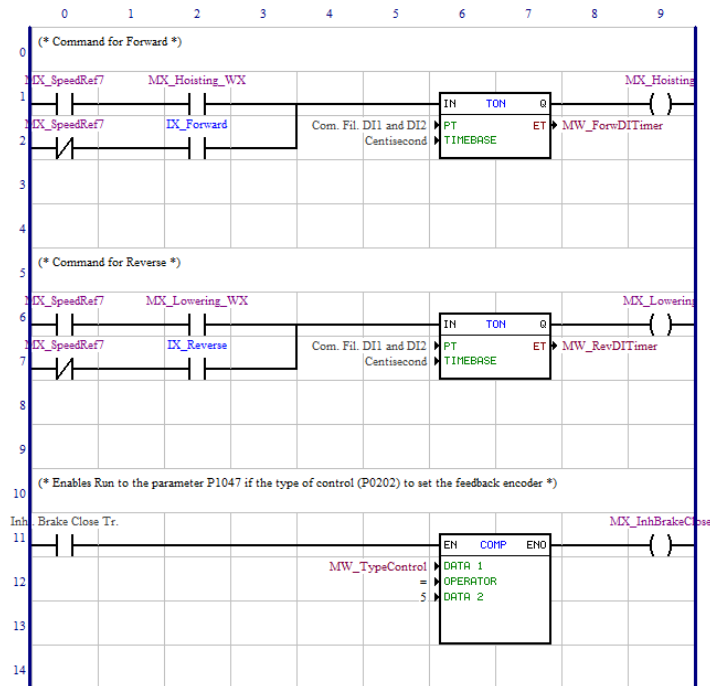 0 1 2 3 4 5 6 7 8 9
0 (* Command for Forward *)
MX_SpeedRef7 MX_Hoisting_WX MX_Hoisting
1 IN TON Q
MX_SpeedRef7 IX_Forward Com. Fil. DI1 and DI2 PT ET MW_ForwDITimer
2 Centisecond TIMEBASE
3
4
5 (* Command for Reverse *)
MX_SpeedRef7 MX_Lowering_WX MX_Lowering
6 IN TON Q
MX_SpeedRef7 IX_Reverse Com. Fil. DI1 and DI2 PT ET MW_RevDITimer
7 Centisecond TIMEBASE
8
9
10 (* Enables Run to the parameter P1047 if the type of control (P0202) to set the feedback encoder *)
Inh. Brake Close Tr. MX_InhBrakeClose
11 EN COMP ENO
MW_TypeControl DATA 1
12 = OPERATOR
5 DATA 2
13
14